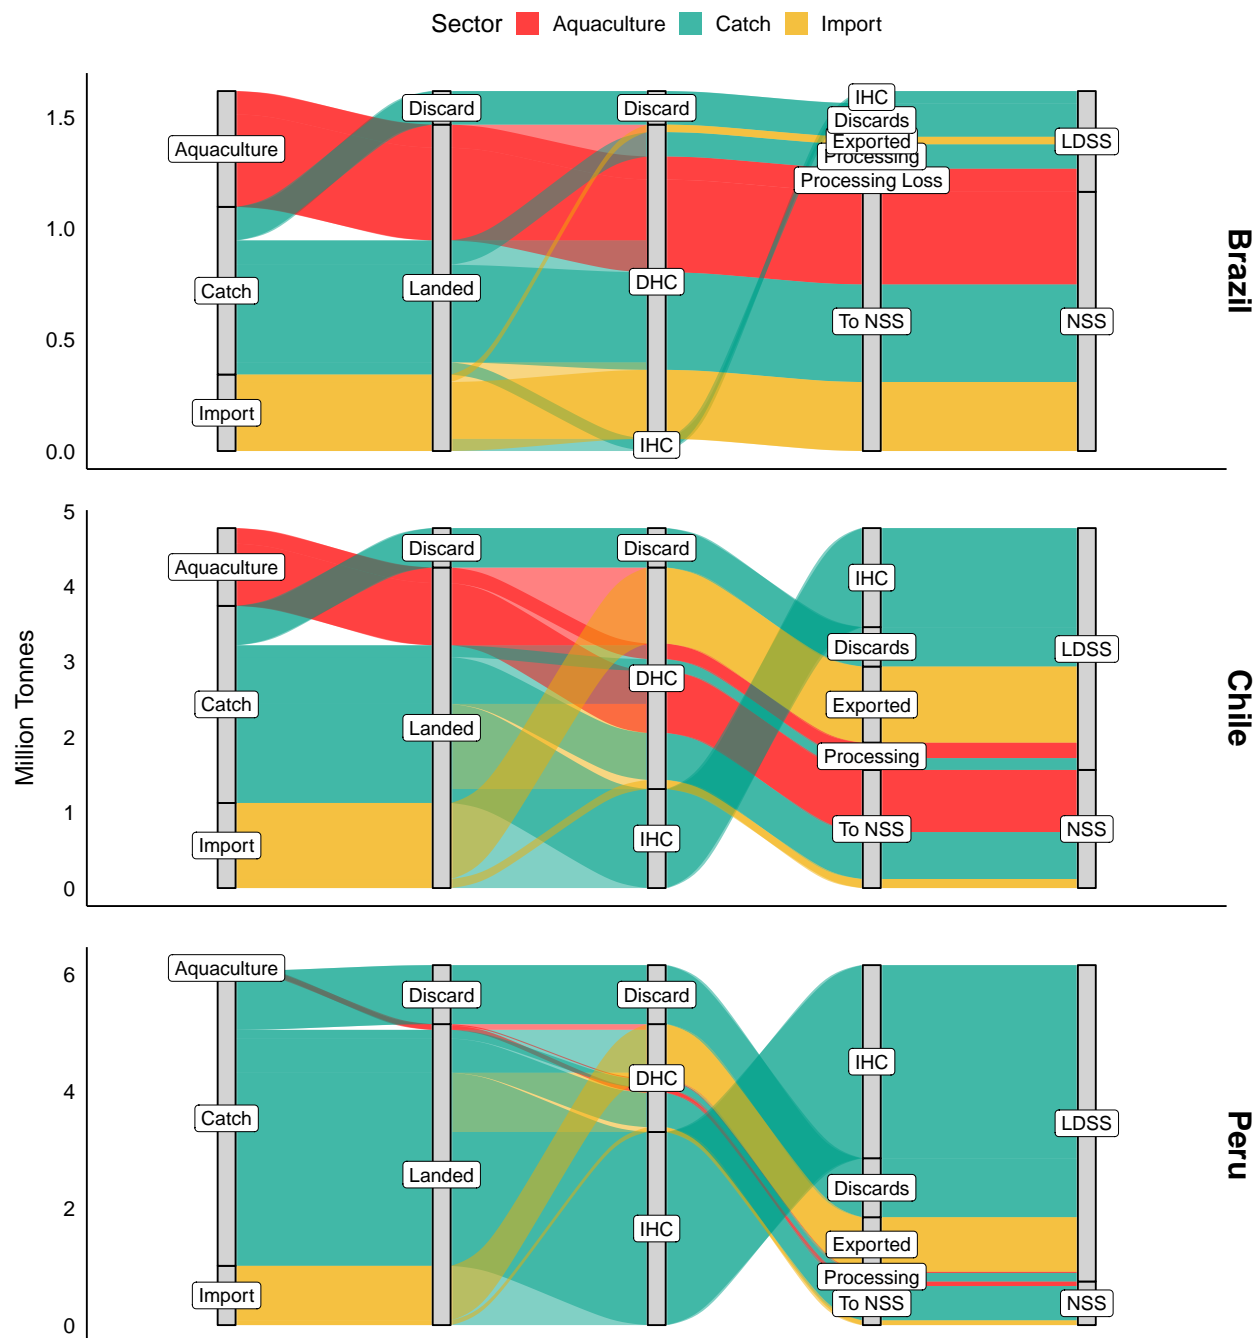 Sector Aquaculture Catch Import
Brazil
1.5
1.0
0.5
0.0
Aquaculture
Catch
Import
Discard
Landed
Discard
DHC
IHC
IHC
Discards
Exported
Processing
Processing Loss
To NSS
LDSS
NSS
Million Tonnes
Chile
5
4
3
2
1
0
Aquaculture
Catch
Import
Discard
Landed
Discard
DHC
IHC
IHC
Discards
Exported
Processing
To NSS
LDSS
NSS
Peru
6
4
2
0
Aquaculture
Catch
Import
Discard
Landed
Discard
DHC
IHC
IHC
Discards
Exported
Processing
To NSS
LDSS
NSS